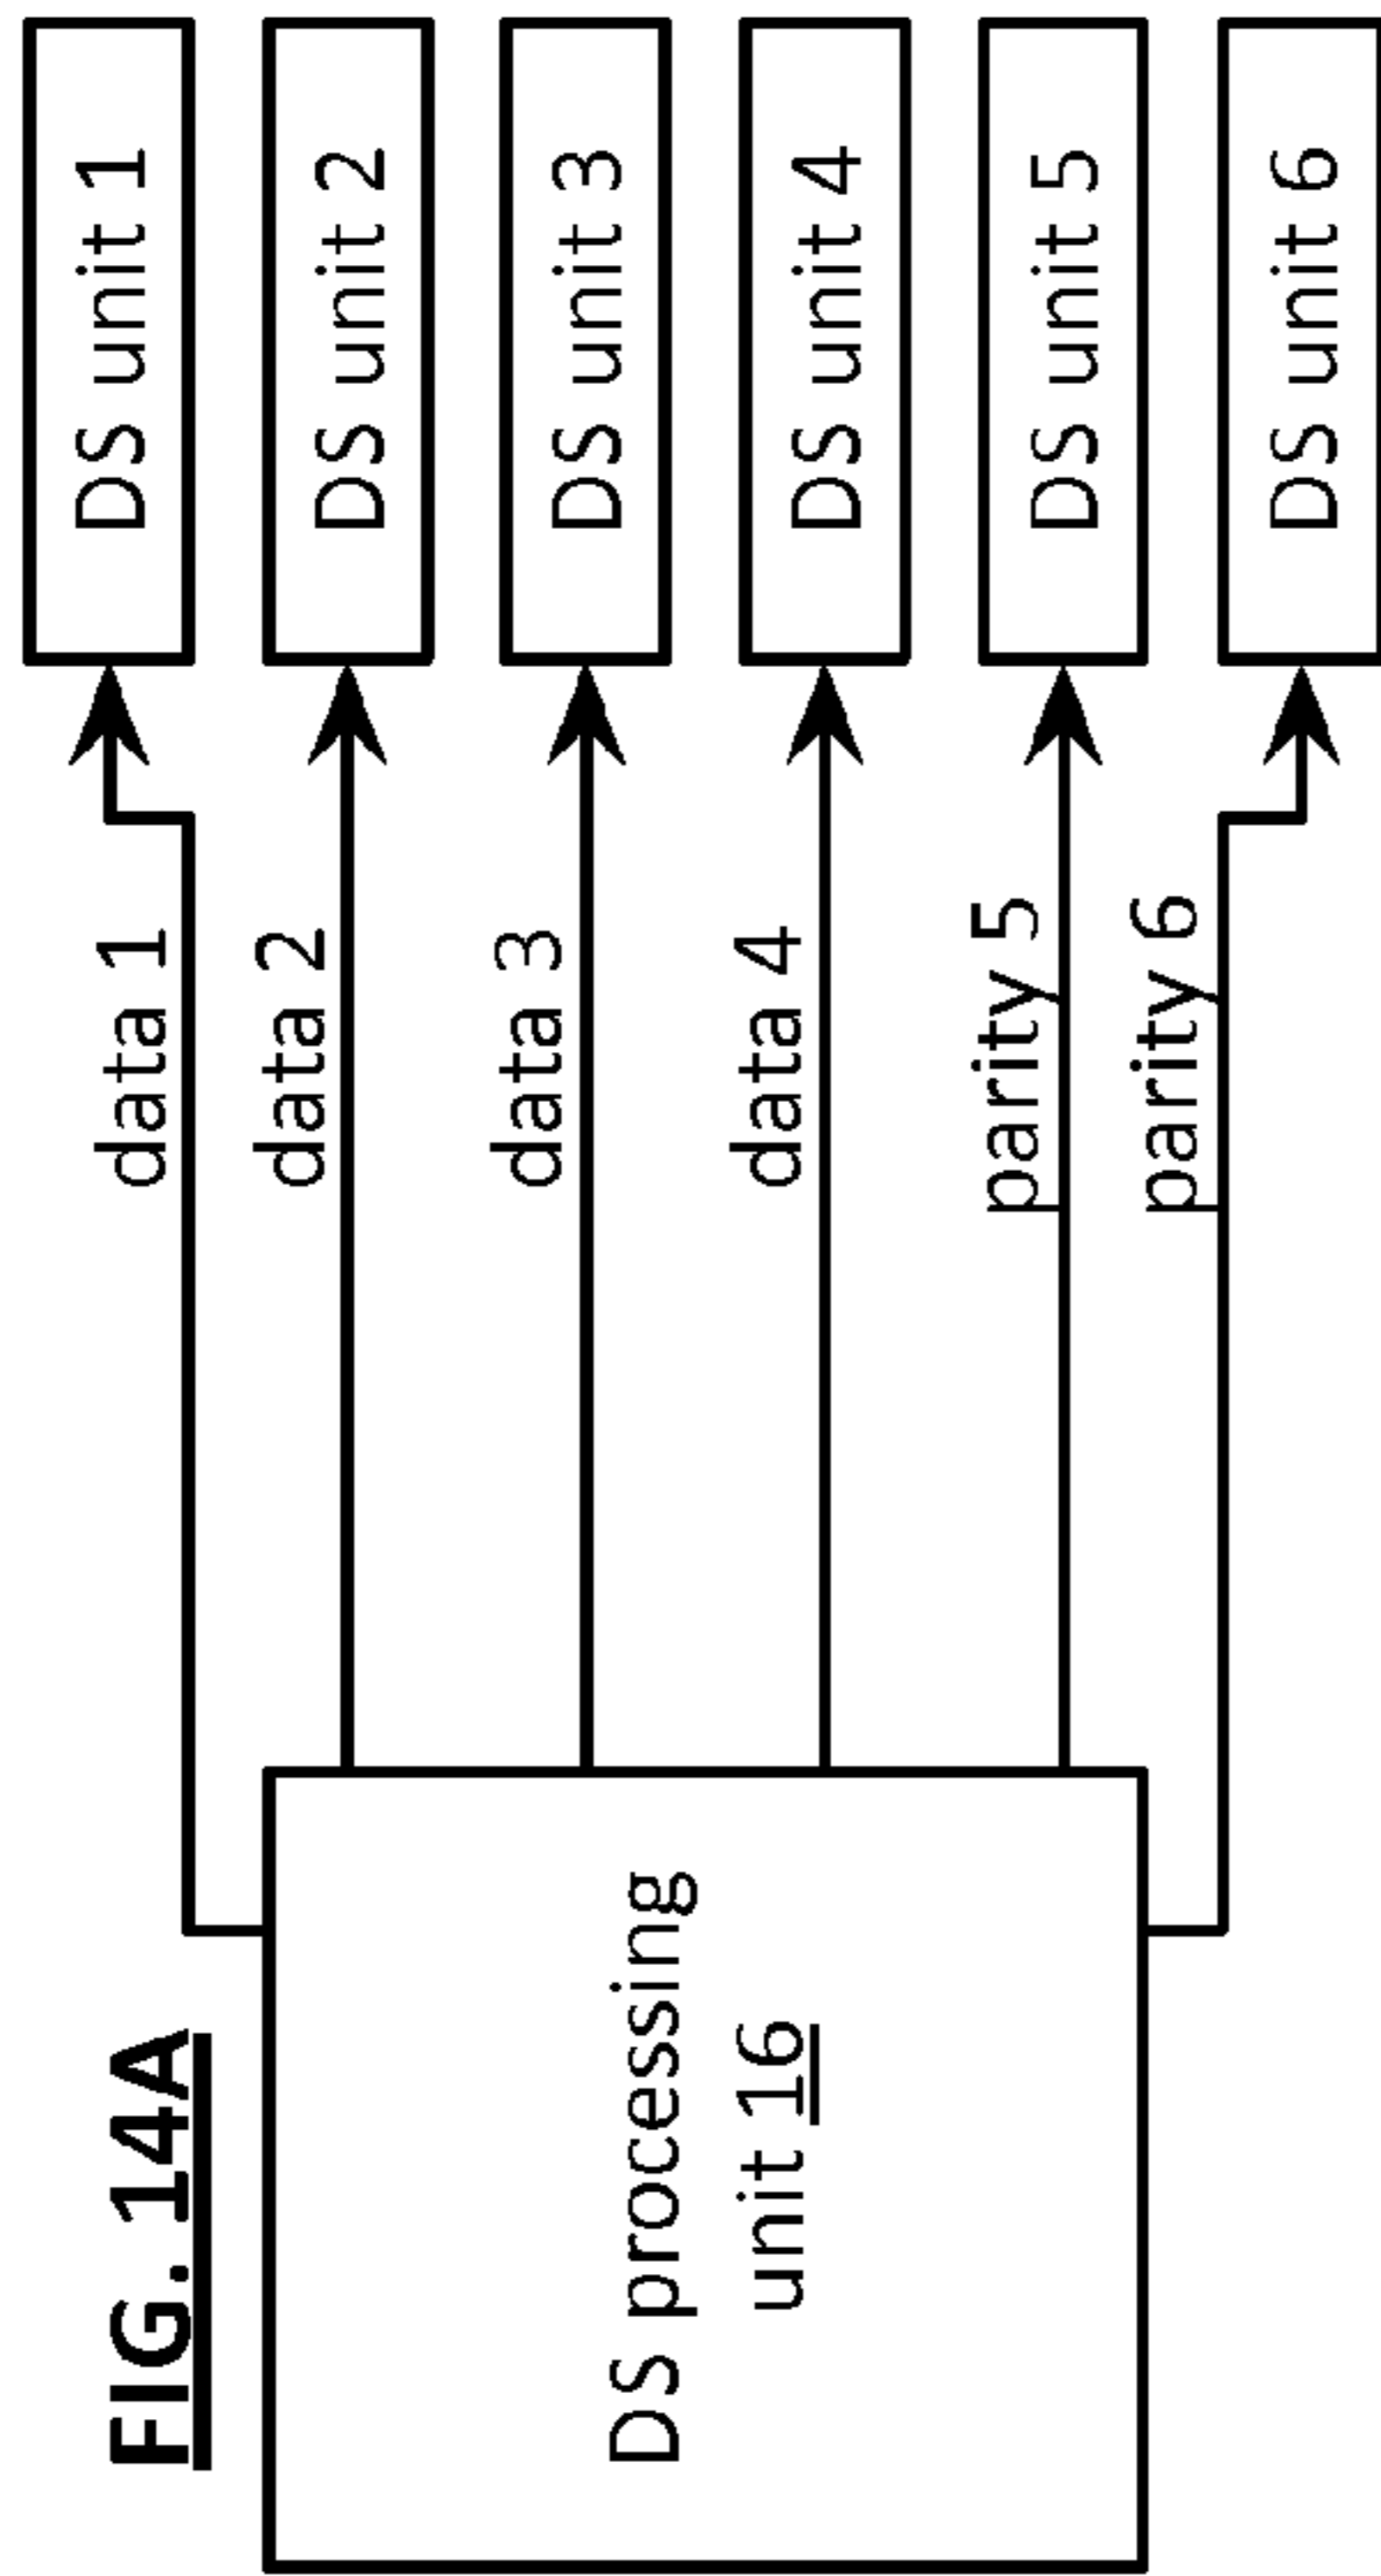 FIG. 14A
DS processing
unit 16
data 1
data 2
data 3
data 4
parity 5
parity 6
DS unit 1
DS unit 2
DS unit 3
DS unit 4
DS unit 5
DS unit 6